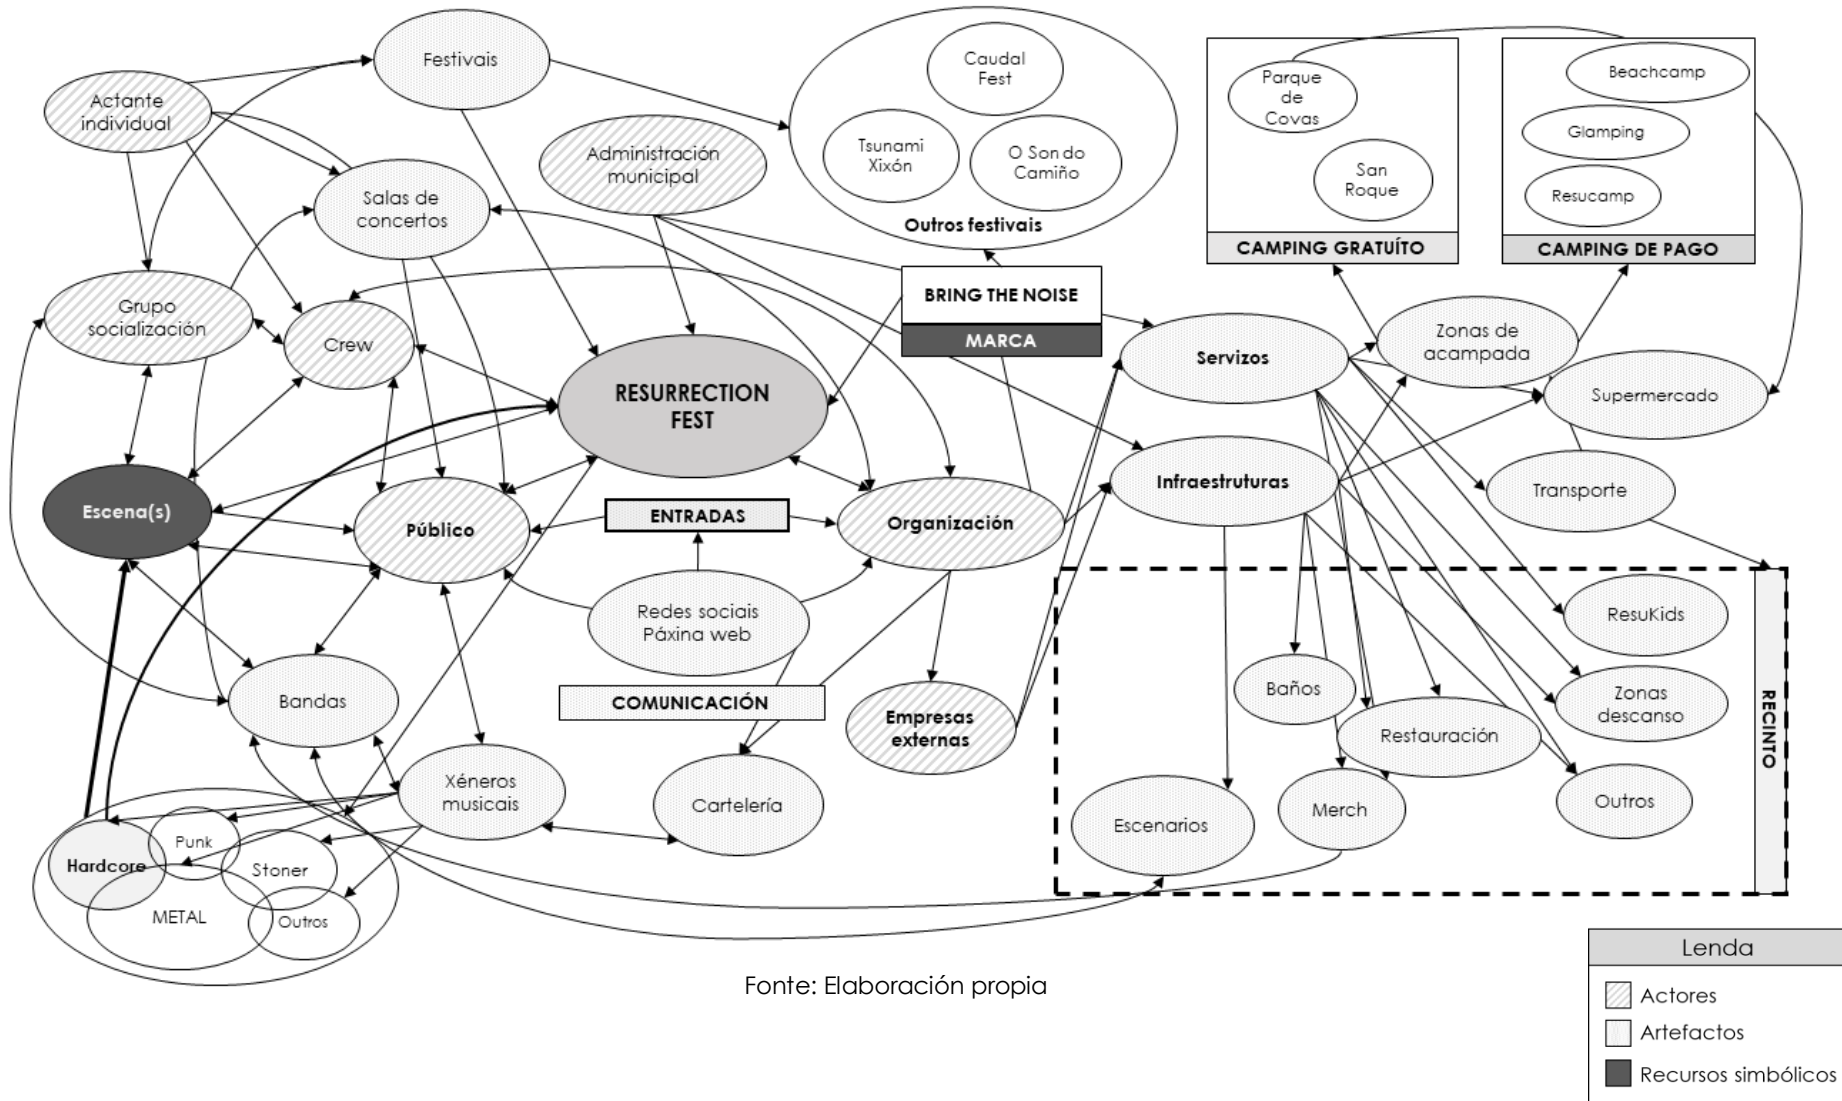 Festivais
Actante
individual
Administración
municipal
Salas de
concertos
Caudal
Fest
Tsunami
Xixón
O Son do
Camiño
Outros festivais
Parque
de
Covas
San
Roque
CAMPING GRATUÍTO
Beachcamp
Glamping
Resucamp
CAMPING DE PAGO
Grupo
socialización
Crew
BRING THE NOISE
MARCA
RESURRECTION
FEST
Servizos
Zonas de
acampada
Supermercado
Escena(s)
Público
ENTRADAS
Organización
Infraestruturas
Transporte
Redes sociais
Páxina web
COMUNICACIÓN
Bandas
Empresas
externas
Xéneros
musicais
Cartelería
Hardcore
Punk
Stoner
METAL
Outros
ResuKids
Baños
Zonas
descanso
Restauración
Escenarios
Merch
Outros
RECINTO
Fonte: Elaboración propia
Lenda
Actores
Artefactos
Recursos simbólicos